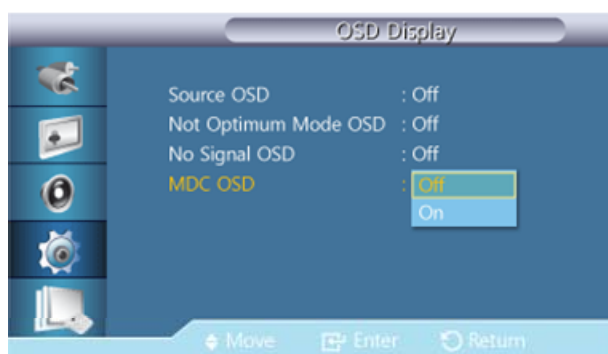 OSD Display
Source OSD : Off
Not Optimum Mode OSD : Off
No Signal OSD : Off
MDC OSD : Off
On
Move Enter Return